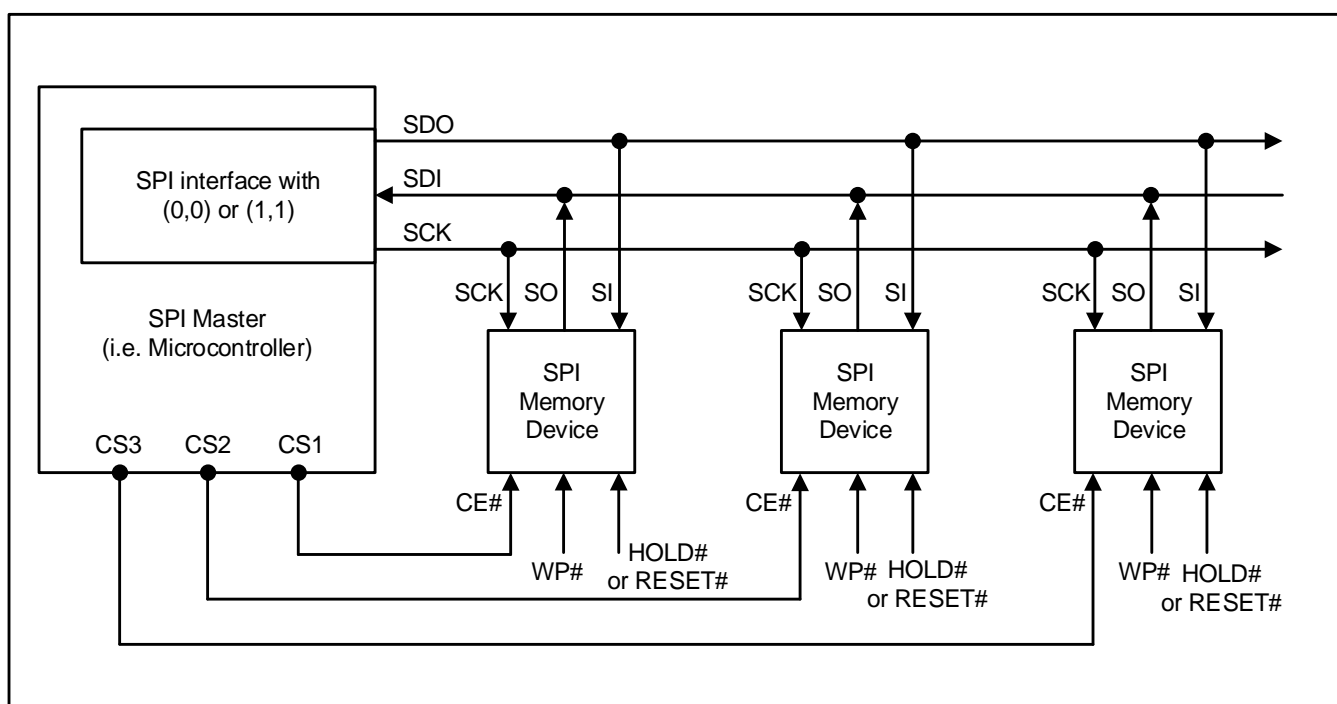 SDO
SPI interface with
(0,0) or (1,1)
SDI
SCK
SPI Master
(i.e. Microcontroller)
SCK
SO
SI
SCK
SO
SI
SCK
SO
SI
SPI
Memory
Device
SPI
Memory
Device
SPI
Memory
Device
CS3
CS2
CS1
CE#
WP#
HOLD#
or RESET#
CE#
WP#
HOLD#
or RESET#
CE#
WP#
HOLD#
or RESET#